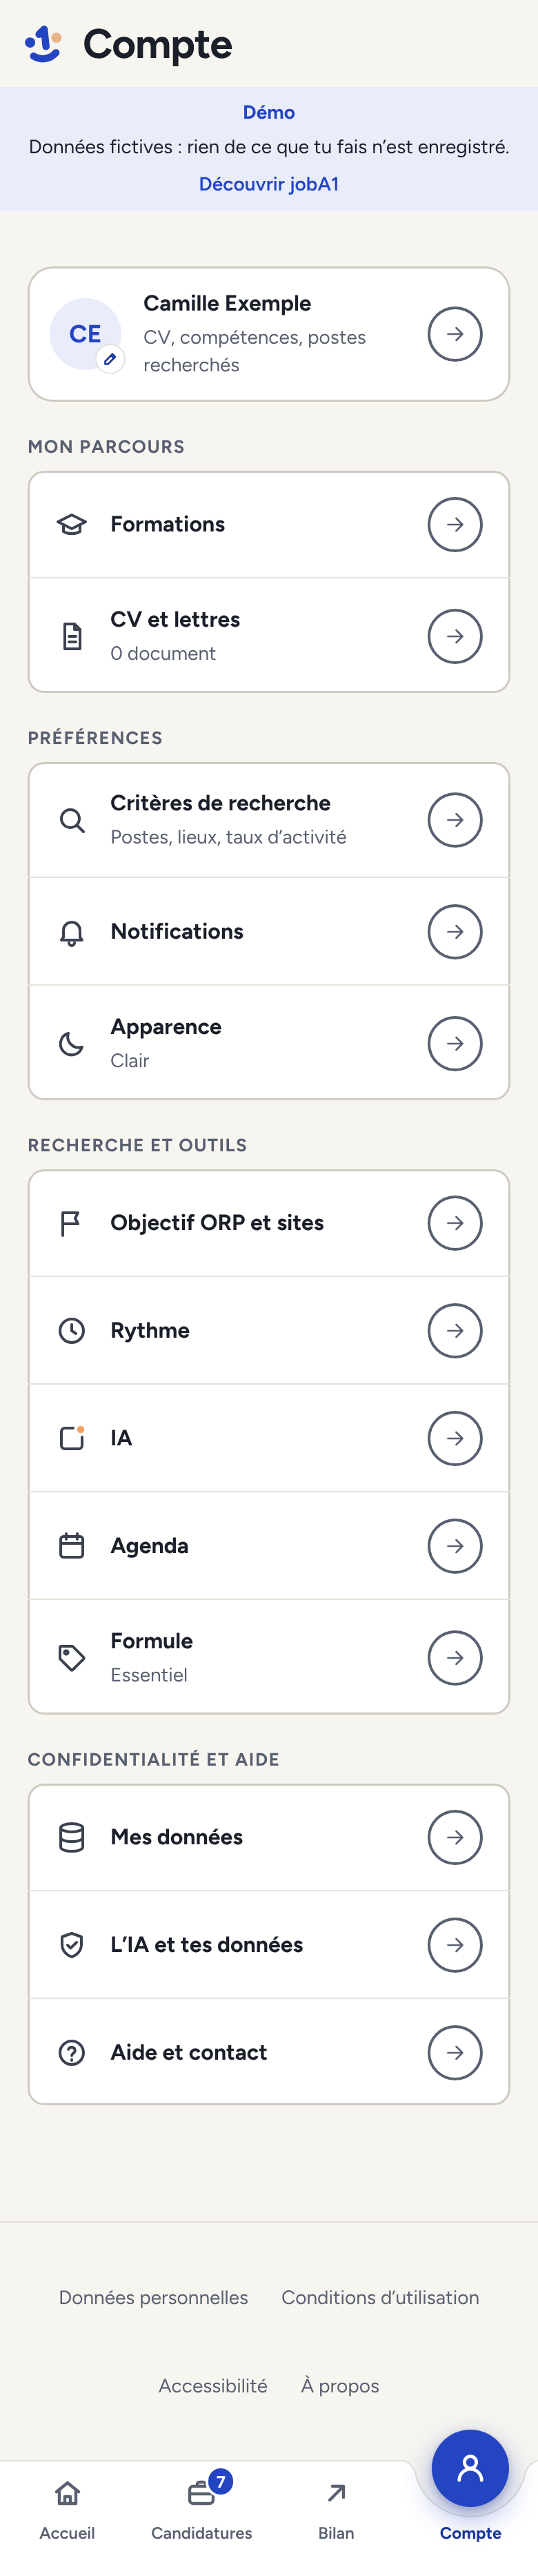 Compte
Démo
Données fictives : rien de ce que tu fais n’est enregistré.
Découvrir jobA1
CE
Camille Exemple
CV, compétences, postes
recherchés
MON PARCOURS
Formations
CV et lettres
0 document
PRÉFÉRENCES
Critères de recherche
Postes, lieux, taux d’activité
Notifications
Apparence
Clair
RECHERCHE ET OUTILS
Objectif ORP et sites
Rythme
IA
Agenda
Formule
Essentiel
CONFIDENTIALITÉ ET AIDE
Mes données
L’IA et tes données
Aide et contact
Données personnelles Conditions d’utilisation
Accessibilité À propos
7
Accueil Candidatures Bilan Compte